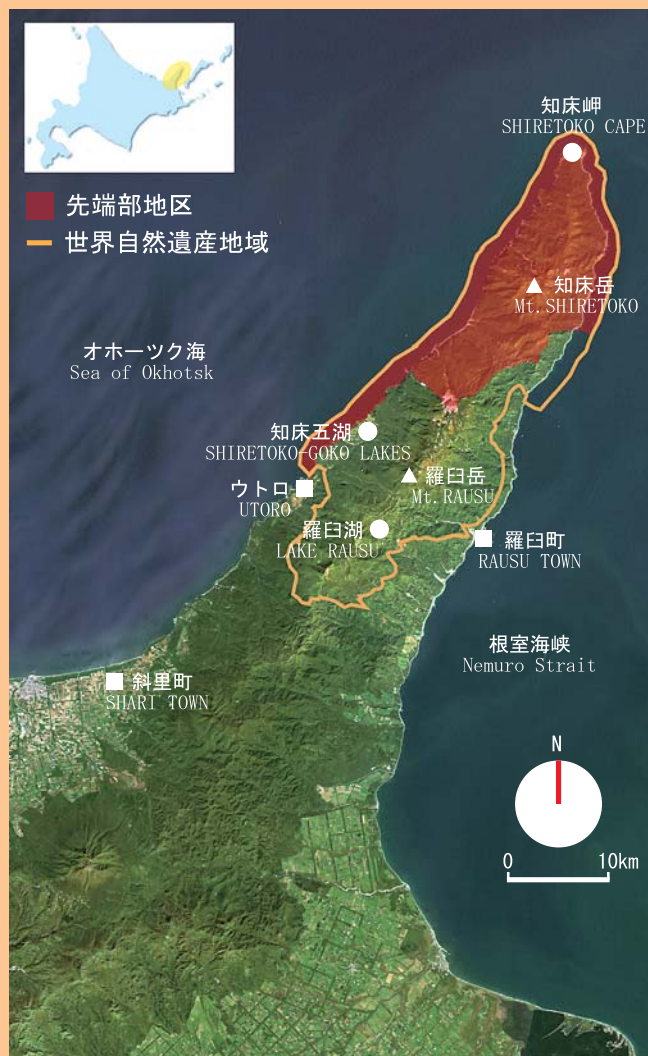 知床岬
SHIRETOKO CAPE
先端部地区
世界自然遺産地域
知床岳
Mt.SHIRETOKO
オホーツク海
Sea of Okhotsk
知床五湖
SHIRETOKO-GOKO LAKES
羅臼岳
Mt.RAUSU
ウトロ
UTORO
羅臼湖
LAKE RAUSU
羅臼町
RAUSU TOWN
根室海峡
Nemuro Strait
斜里町
SHARI TOWN
N
0 10km